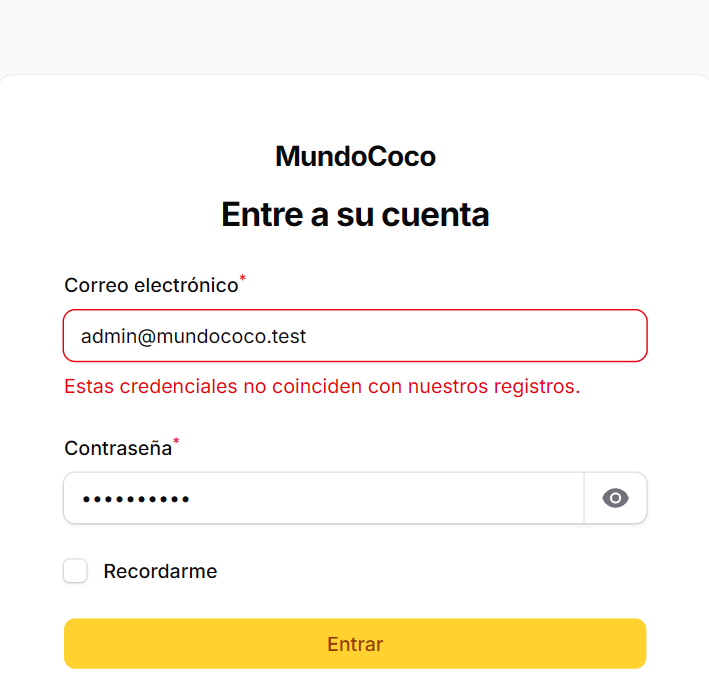 MundoCoco
Entre a su cuenta
Correo electrónico*
admin@mundococo.test
Estas credenciales no coinciden con nuestros registros.
Contraseña*
••••••••••
Recordarme
Entrar